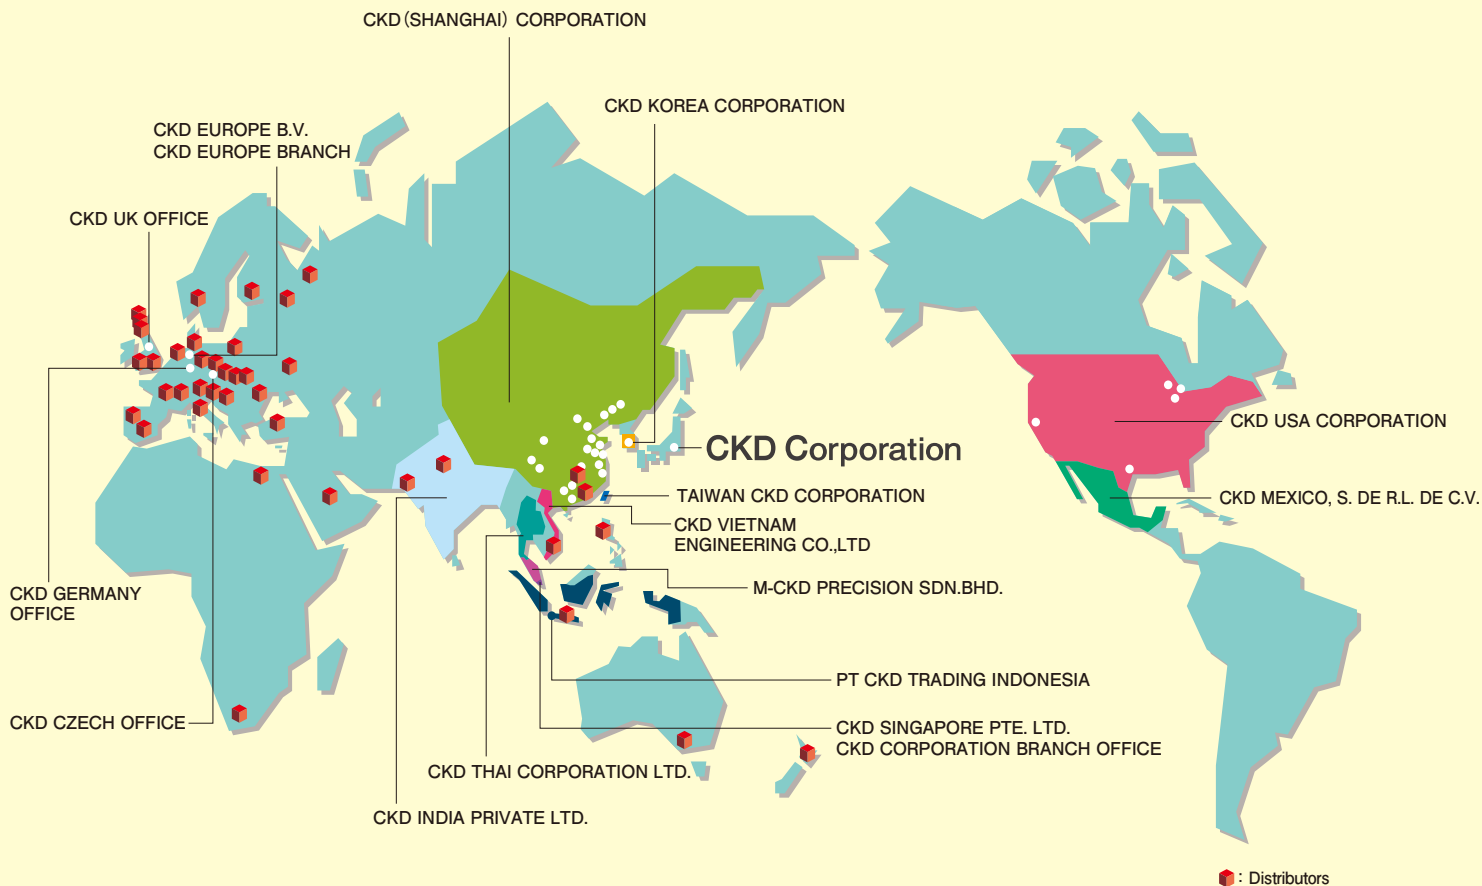 CKD(SHANGHAI) CORPORATION
CKD KOREA CORPORATION
CKD EUROPE B.V.
CKD EUROPE BRANCH
CKD UK OFFICE
CKD USA CORPORATION
CKD Corporation
TAIWAN CKD CORPORATION
CKD MEXICO, S. DE R.L. DE C.V.
CKD VIETNAM
ENGINEERING CO.,LTD
M-CKD PRECISION SDN.BHD.
CKD GERMANY
OFFICE
PT CKD TRADING INDONESIA
CKD CZECH OFFICE
CKD SINGAPORE PTE. LTD.
CKD CORPORATION BRANCH OFFICE
CKD THAI CORPORATION LTD.
CKD INDIA PRIVATE LTD.
: Distributors